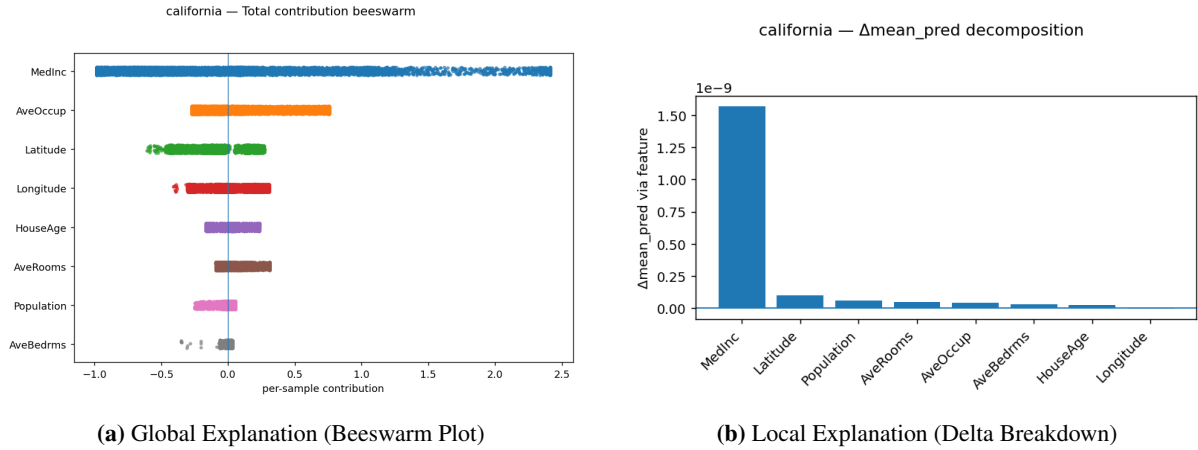 california — Total contribution beeswarm
MedInc
AveOccup
Latitude
Longitude
HouseAge
AveRooms
Population
AveBedrms
−1.0 −0.5 0.0 0.5 1.0 1.5 2.0 2.5
per-sample contribution
(a) Global Explanation (Beeswarm Plot)
california — Δmean_pred decomposition
1e−9
Δmean_pred via feature
1.50
1.25
1.00
0.75
0.50
0.25
0.00
MedInc
Latitude
Population
AveRooms
AveOccup
AveBedrms
HouseAge
Longitude
(b) Local Explanation (Delta Breakdown)